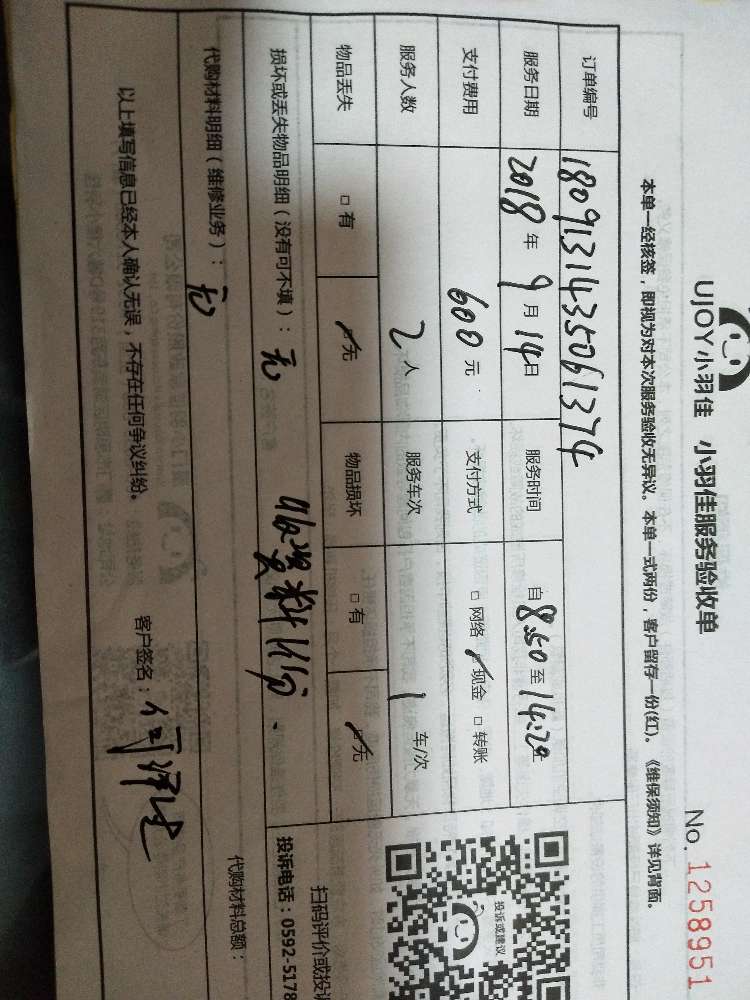 UJOY小羽佳 小羽佳服务验收单
No. 1258951
本单一经核签，即视为对本次服务验收无异议。本单一式两份，客户留存一份(红)。《维保须知》详见背面。
订单编号 1809131435061374
服务日期 2018 年 9 月 14 日 服务时间 自 8:50 至 14:20
支付费用 600 元 支付方式 □ 网络 ✓现金 □ 转账
服务人数 2 人 服务车次 1 车/次
物品丢失 □ 有 ✓无 物品损坏 □ 有 ✓无
损坏或丢失物品明细（没有可不填）： 无
代购材料明细（维修业务）： 无
代购材料总额：
以上填写信息已经本人确认无误，不存在任何争议纠纷。 客户签名：
投诉或建议
扫码评价或投诉
投诉电话：0592-5178